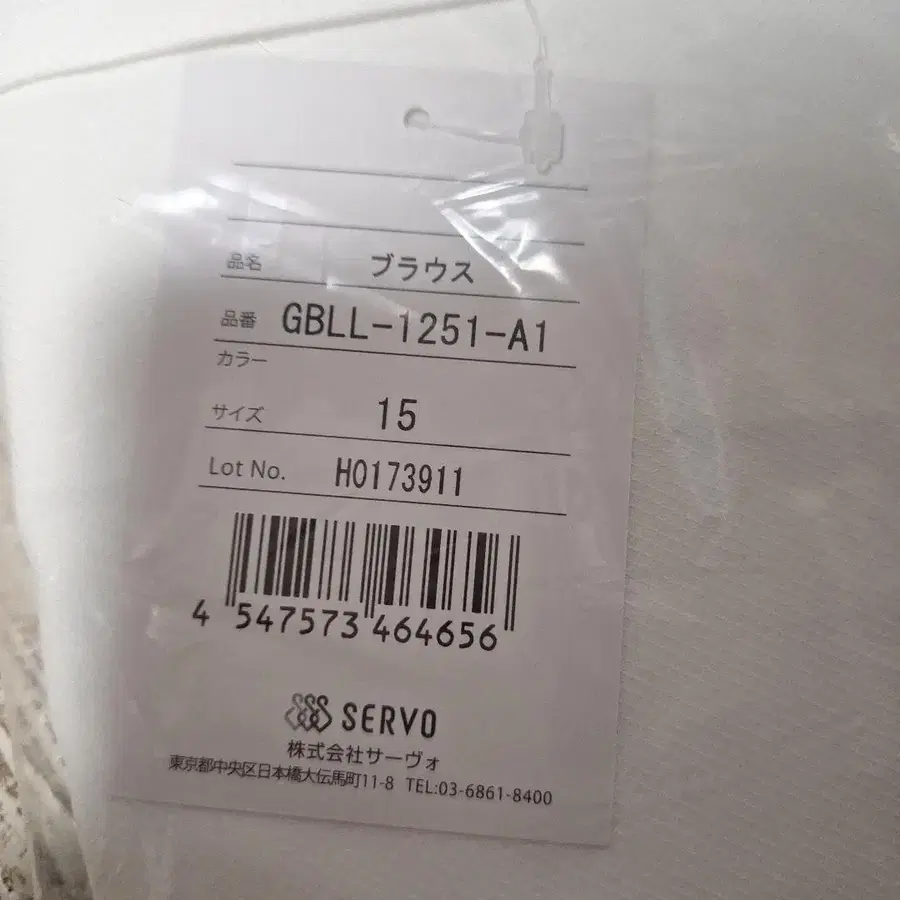 品名 ブラウス
品番 GBLL-1251-A1
カラー
サイズ 15
Lot No. H0173911
4 547573 464656
SERVO
株式会社サーヴォ
東京都中央区日本橋大伝馬町11-8 TEL:03-6861-8400